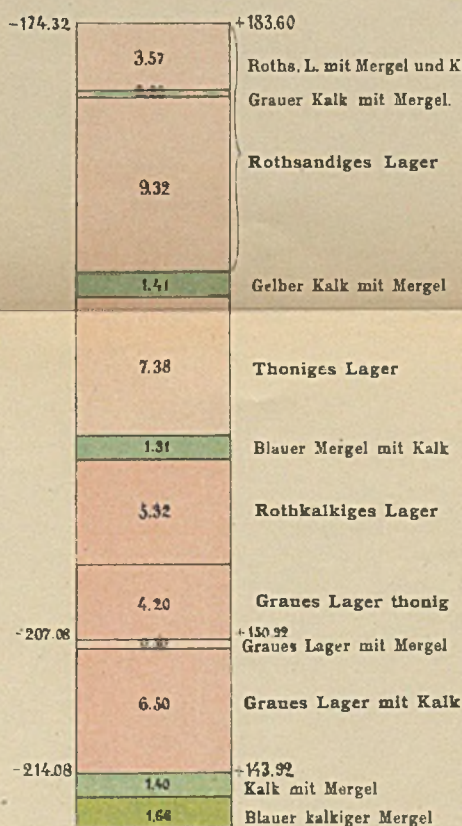 -174.32 +183.60
3.57 Roths. L. mit Mergel und K
Grauer Kalk mit Mergel.
9.32 Rothsandiges Lager
1.41 Gelber Kalk mit Mergel
7.38 Thoniges Lager
1.31 Blauer Mergel mit Kalk
5.32 Rothkalkiges Lager
4.20 Graues Lager thonig
-207.08 +150.92
Graues Lager mit Mergel
6.50 Graues Lager mit Kalk
-214.08 +143.92
1.40 Kalk mit Mergel
1.66 Blauer kalkiger Mergel